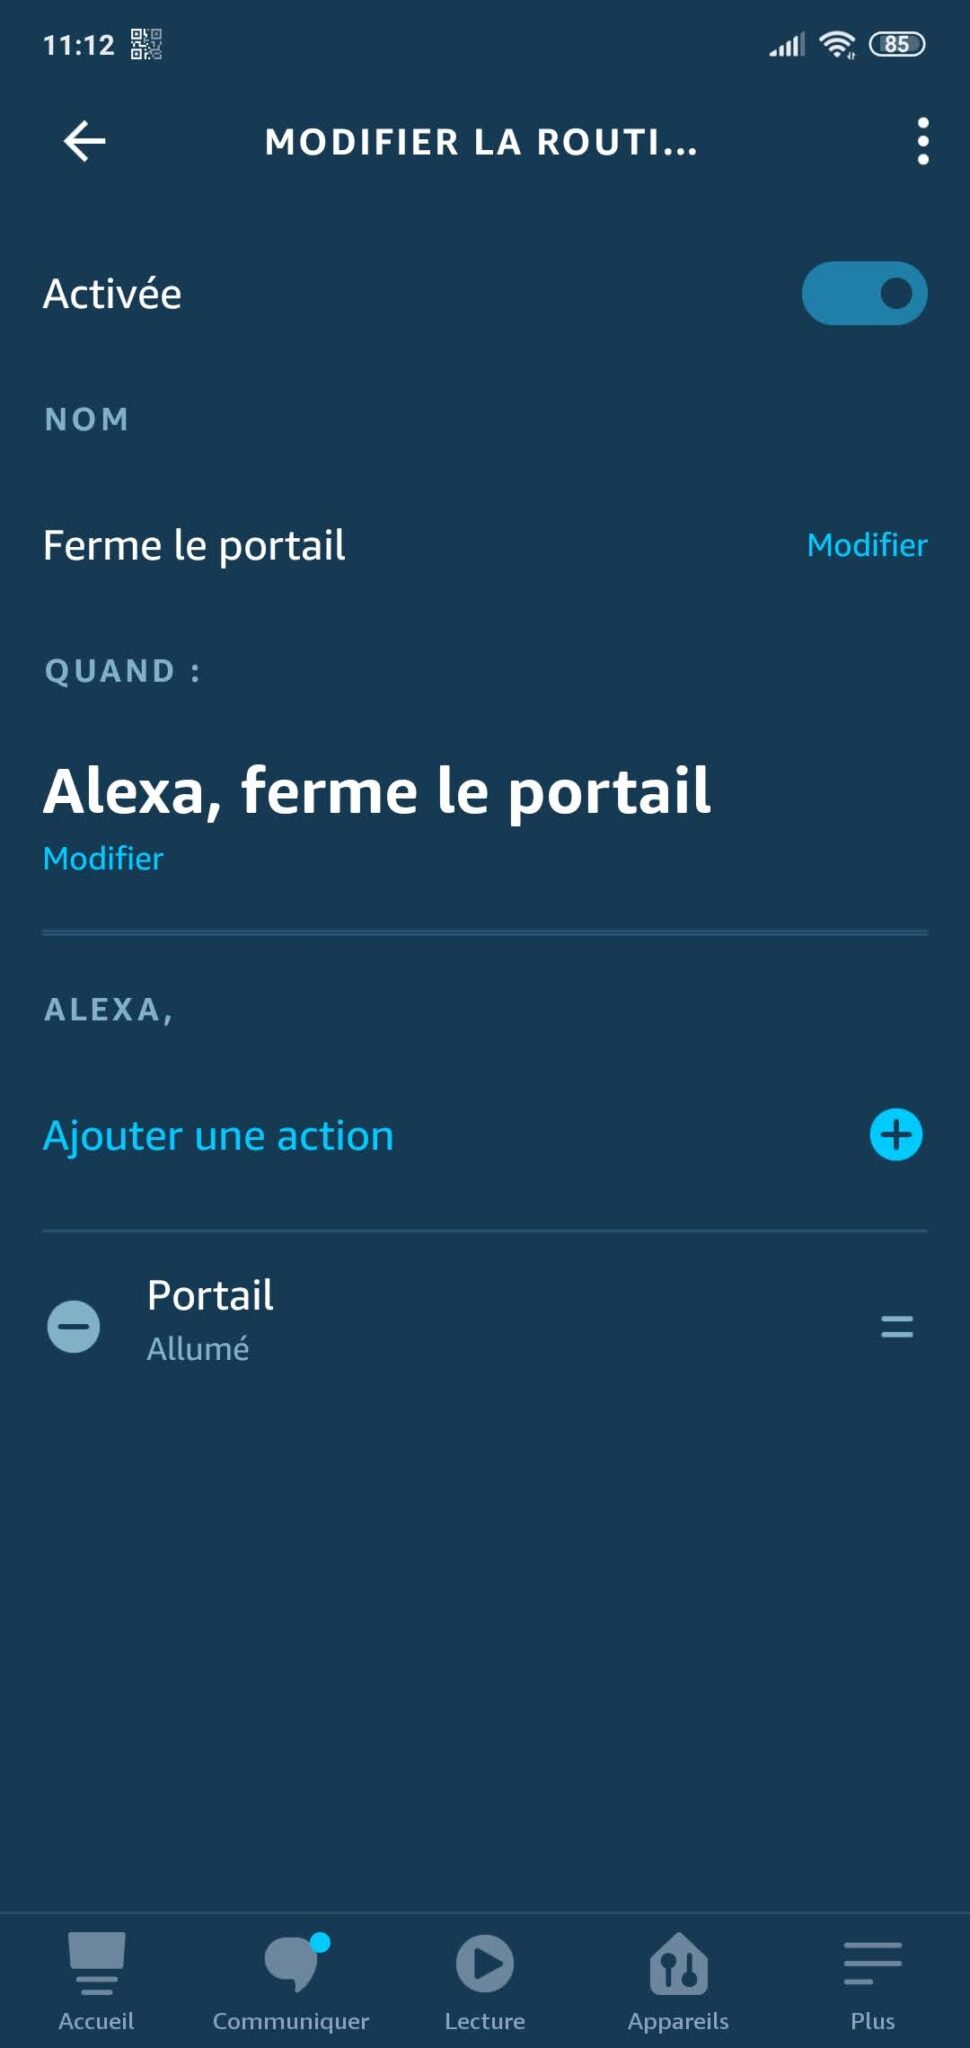 11:12
85
MODIFIER LA ROUTI...
Activée
NOM
Ferme le portail
Modifier
QUAND :
Alexa, ferme le portail
Modifier
ALEXA,
Ajouter une action
Portail
Allumé
Accueil
Communiquer
Lecture
Appareils
Plus